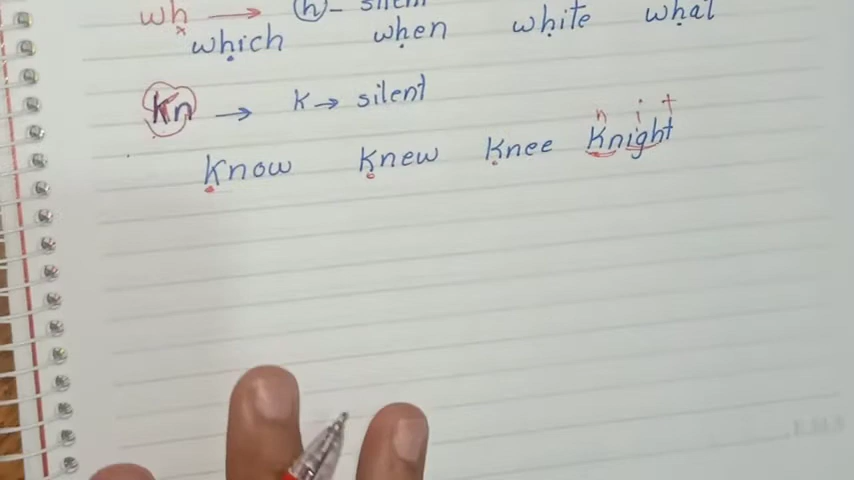 wh → h - silent
which when white what
Kn → K → silent
n i t
Know Knew Knee Knight